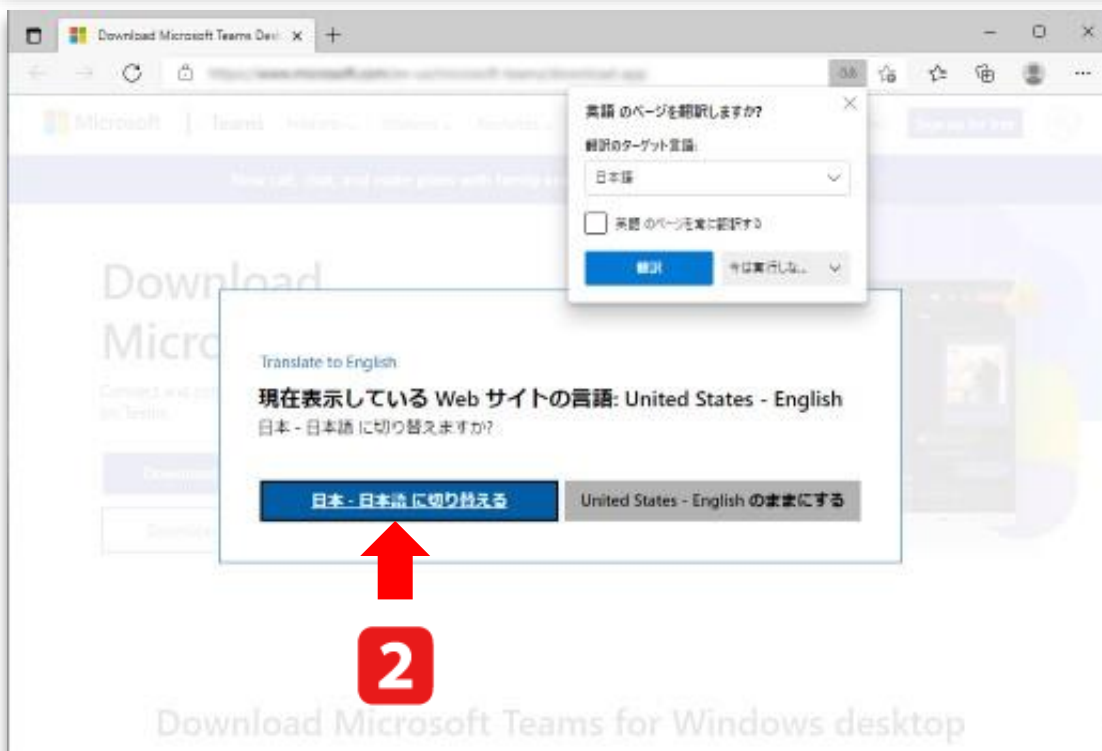 Download Microsoft Teams Des
英語 のページを翻訳しますか?
翻訳のターゲット言語:
日本語
英語 のページを常に翻訳する
翻訳
今は実行しな...
Microsoft
Teams
Download
Micro
Translate to English
現在表示している Web サイトの言語: United States - English
日本 - 日本語 に切り替えますか?
日本 - 日本語 に切り替える
United States - English のままにする
2
Download Microsoft Teams for Windows desktop